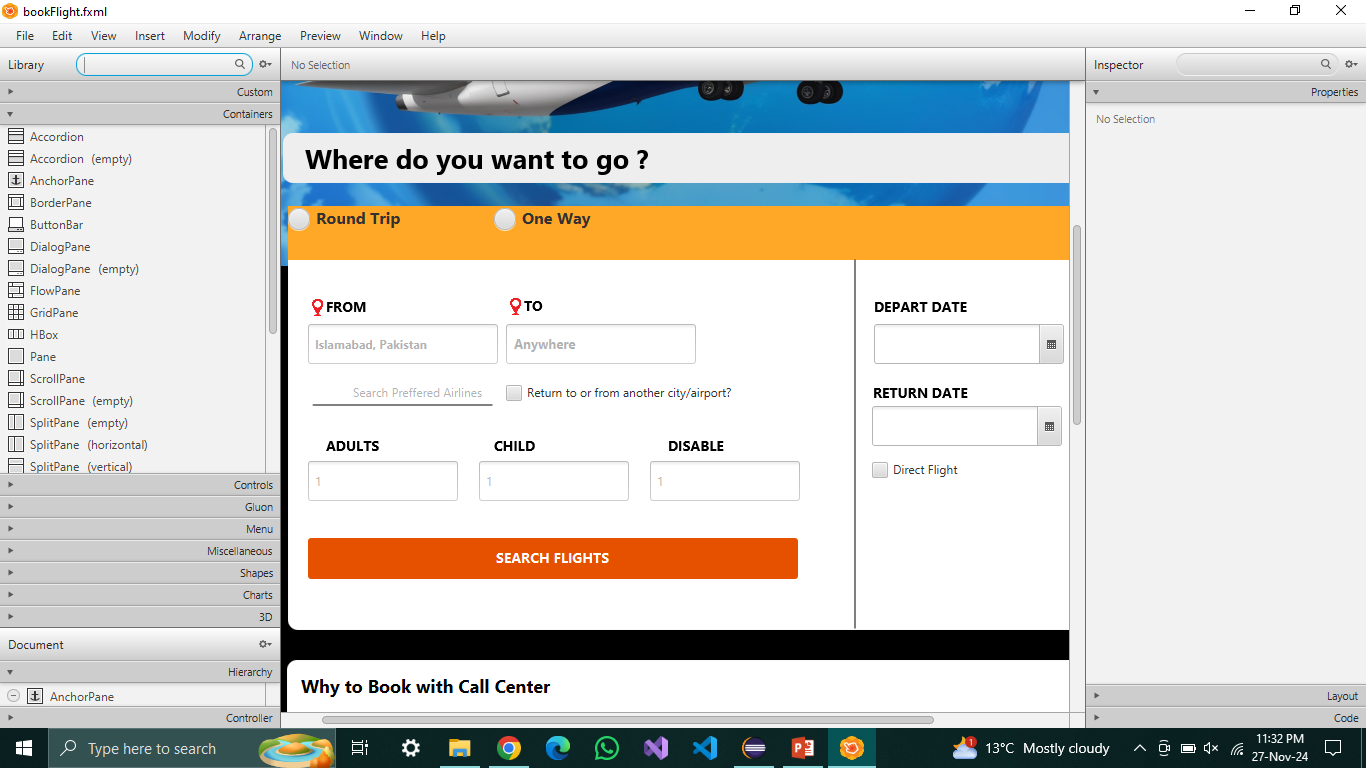 bookFlight.fxml
File Edit View Insert Modify Arrange Preview Window Help
Library
No Selection
Inspector
Custom
Containers
Accordion
Accordion (empty)
AnchorPane
BorderPane
ButtonBar
DialogPane
DialogPane (empty)
FlowPane
GridPane
HBox
Pane
ScrollPane
ScrollPane (empty)
SplitPane (empty)
SplitPane (horizontal)
SplitPane (vertical)
Controls
Gluon
Menu
Miscellaneous
Shapes
Charts
3D
Document
Hierarchy
AnchorPane
Controller
Where do you want to go ?
Round Trip One Way
FROM TO
Islamabad, Pakistan Anywhere
Search Preffered Airlines Return to or from another city/airport?
ADULTS CHILD DISABLE
1 1 1
SEARCH FLIGHTS
DEPART DATE
RETURN DATE
Direct Flight
Why to Book with Call Center
Properties
No Selection
Layout
Code
Type here to search
1
13°C Mostly cloudy
11:32 PM
27-Nov-24